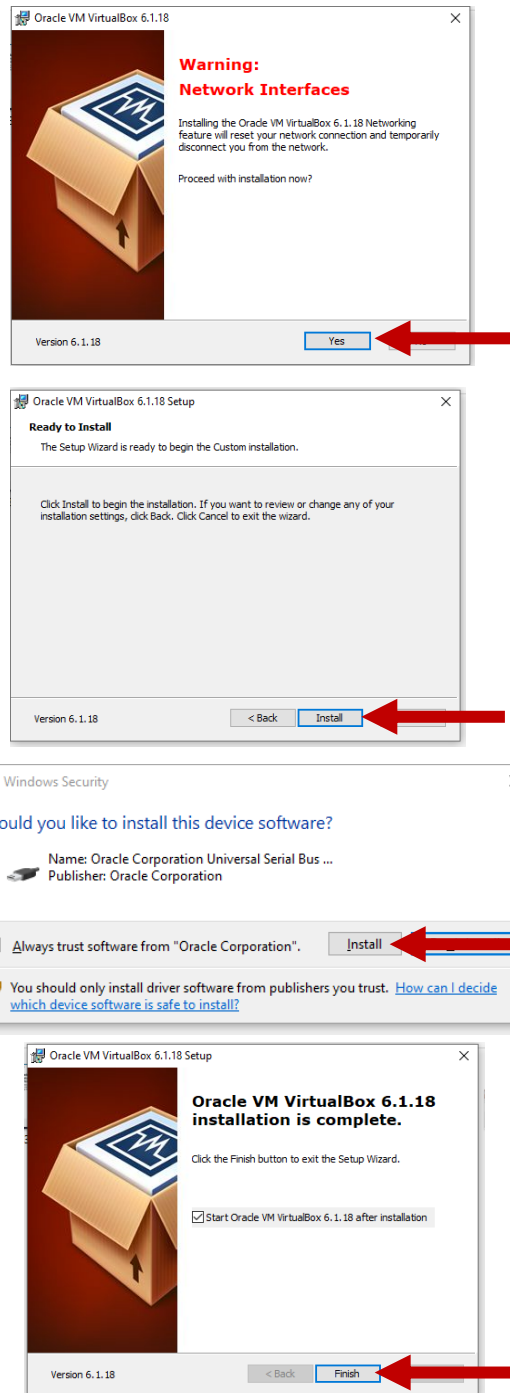 Oracle VM VirtualBox 6.1.18
Warning:
Network Interfaces
Installing the Oracle VM VirtualBox 6.1.18 Networking
feature will reset your network connection and temporarily
disconnect you from the network.
Proceed with installation now?
Version 6.1.18
Yes
Oracle VM VirtualBox 6.1.18 Setup
Ready to Install
The Setup Wizard is ready to begin the Custom installation.
Click Install to begin the installation. If you want to review or change any of your
installation settings, click Back. Click Cancel to exit the wizard.
Version 6.1.18
< Back
Install
Windows Security
ould you like to install this device software?
Name: Oracle Corporation Universal Serial Bus ...
Publisher: Oracle Corporation
Always trust software from "Oracle Corporation".
Install
You should only install driver software from publishers you trust. How can I decide
which device software is safe to install?
Oracle VM VirtualBox 6.1.18 Setup
Oracle VM VirtualBox 6.1.18
installation is complete.
Click the Finish button to exit the Setup Wizard.
Start Oracle VM VirtualBox 6.1.18 after installation
Version 6.1.18
< Back
Finish